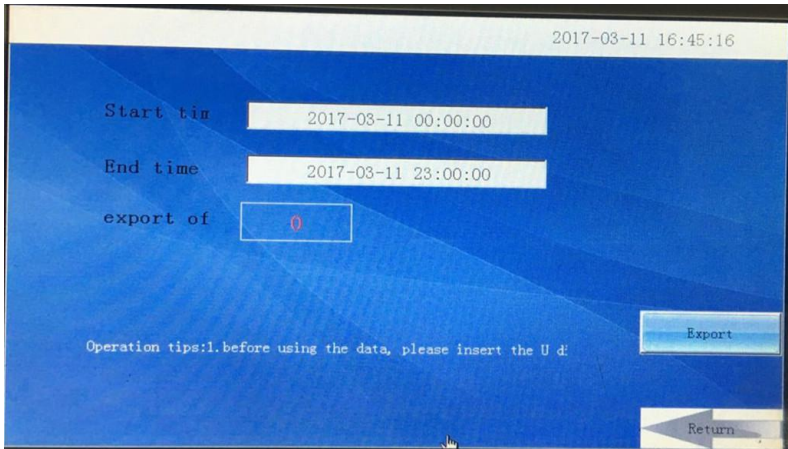 2017-03-11 16:45:16
Start tim
2017-03-11 00:00:00
End time
2017-03-11 23:00:00
export of
0
Export
Operation tips:1.before using the data, please insert the U d
Return